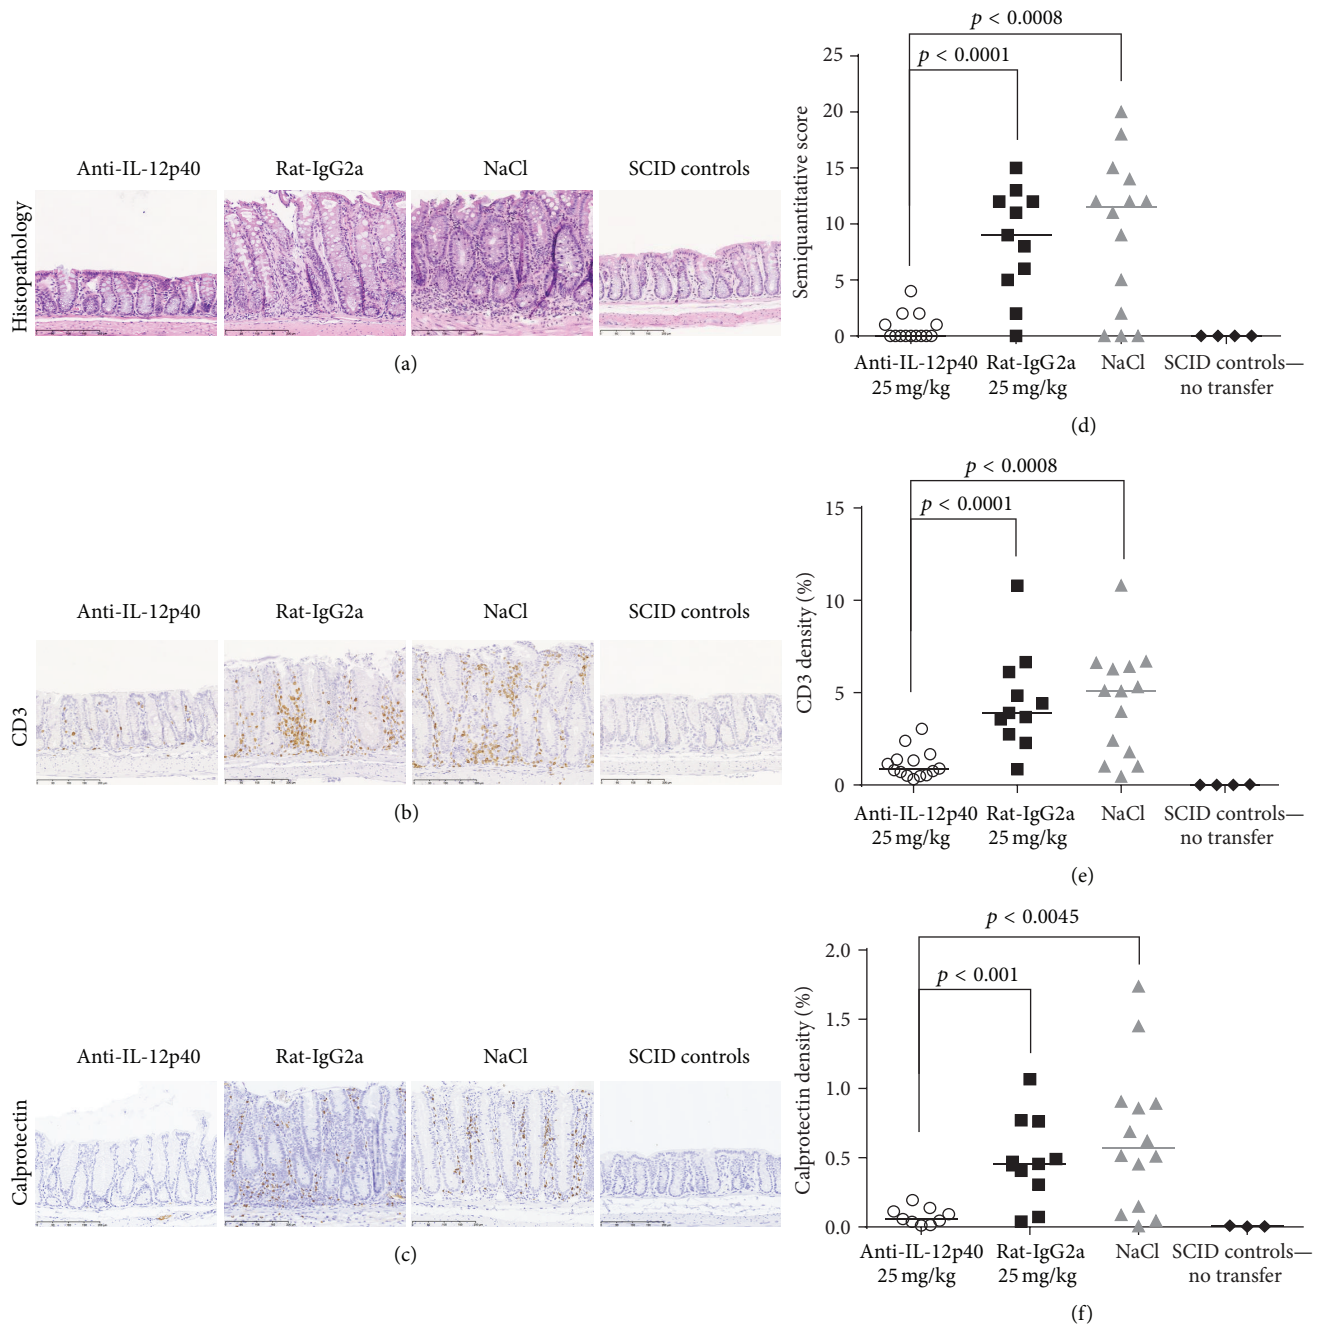 Anti-IL-12p40 Rat-IgG2a NaCl SCID controls
Histopathology
(a)
p < 0.0008
p < 0.0001
25
20
15
10
5
0
Semiquantitative score
Anti-IL-12p40 Rat-IgG2a NaCl SCID controls—
25 mg/kg 25 mg/kg no transfer
(d)
Anti-IL-12p40 Rat-IgG2a NaCl SCID controls
CD3
(b)
p < 0.0008
p < 0.0001
15
10
5
0
CD3 density (%)
Anti-IL-12p40 Rat-IgG2a NaCl SCID controls—
25 mg/kg 25 mg/kg no transfer
(e)
Anti-IL-12p40 Rat-IgG2a NaCl SCID controls
Calprotectin
(c)
p < 0.0045
p < 0.001
2.0
1.5
1.0
0.5
0.0
Calprotectin density (%)
Anti-IL-12p40 Rat-IgG2a NaCl SCID controls—
25 mg/kg 25 mg/kg no transfer
(f)